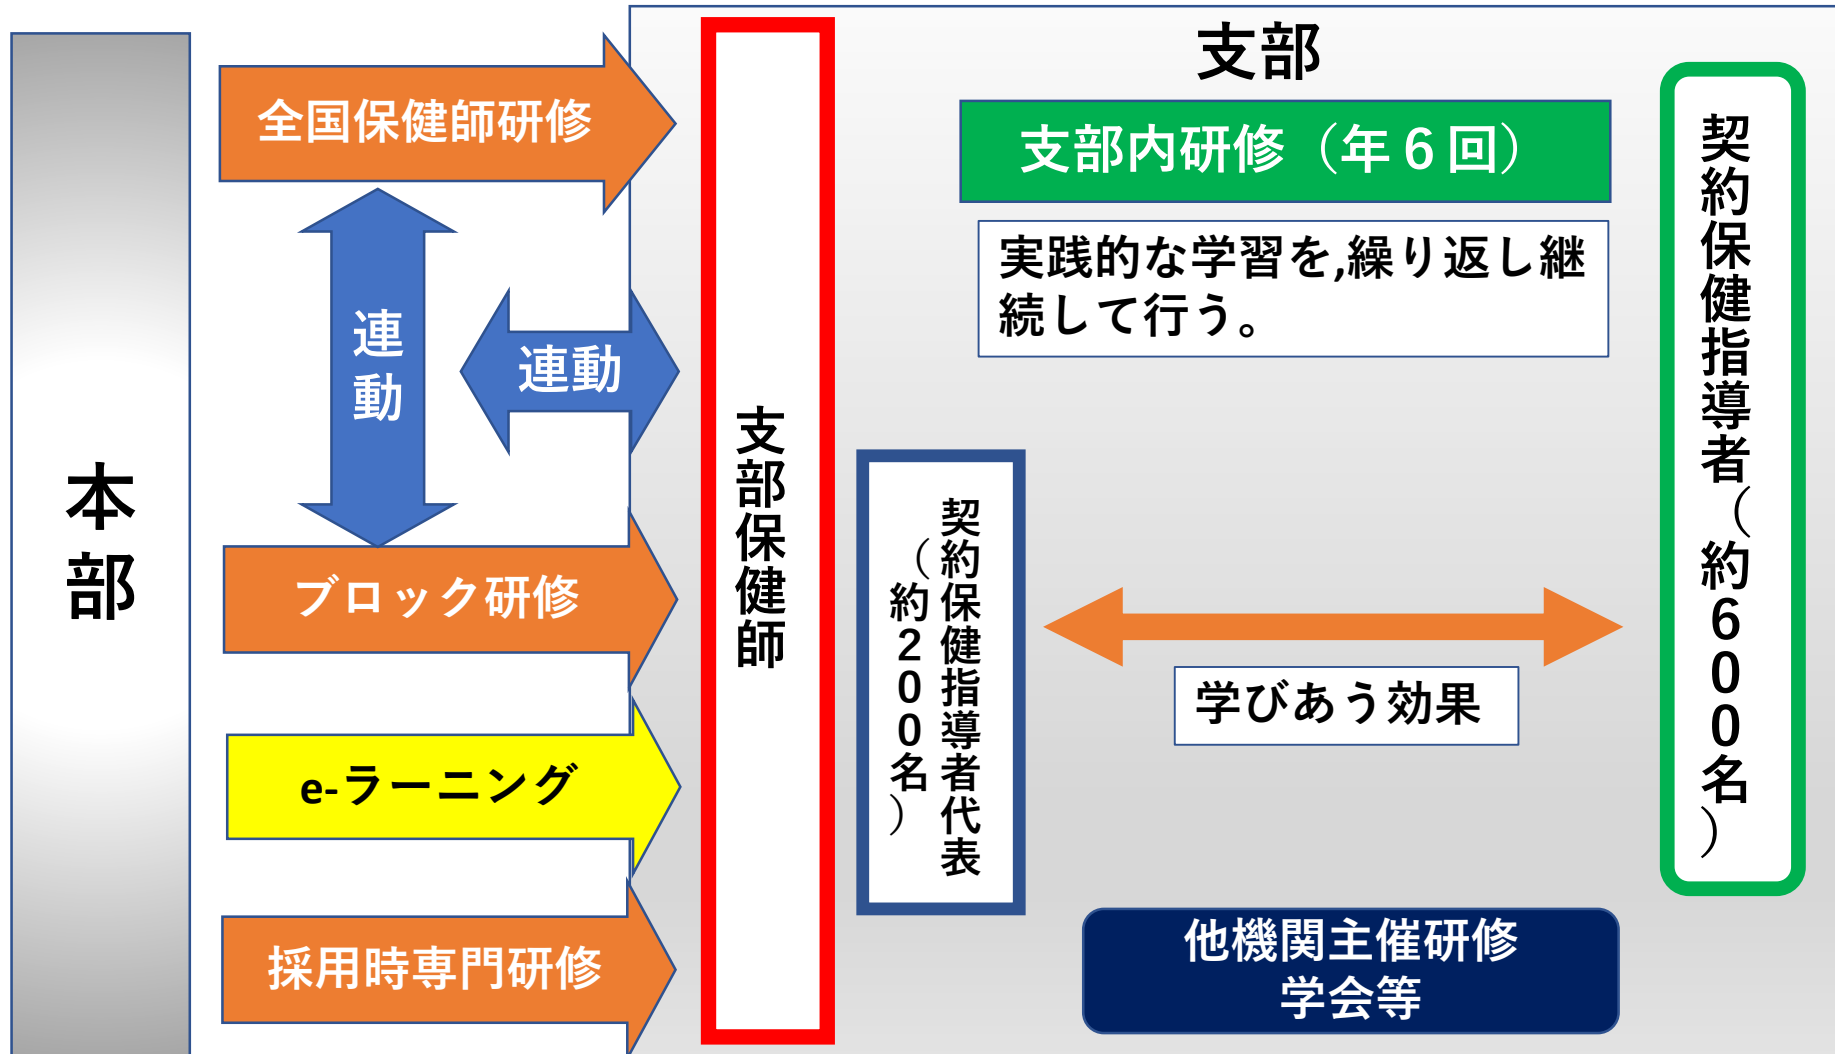 本部
全国保健師研修
連動
連動
ブロック研修
e-ラーニング
採用時専門研修
支部保健師
支部
支部内研修（年６回）
実践的な学習を,繰り返し継
続して行う。
契約保健指導者代表
（約２００名）
学びあう効果
他機関主催研修
学会等
契約保健指導者（約６００名）